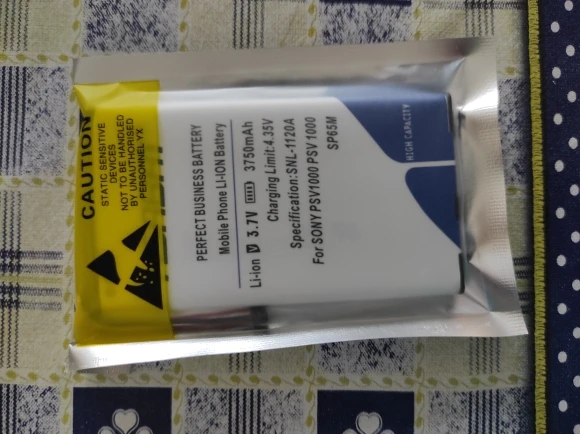 CAUTION
STATIC SENSITIVE
DEVICES
NOT TO BE HANDLED
BY UNAUTHORISED
PERSONNEL YX
PERFECT BUSINESS BATTERY
Mobile Phone LI-ION Battery
Li-ion 3.7V 3750mAh
Charging Limit:4.35V
Specification:SNL-1120A
For SONY PSV1000 PSV 1000
SP65M
HIGH CAPACITY